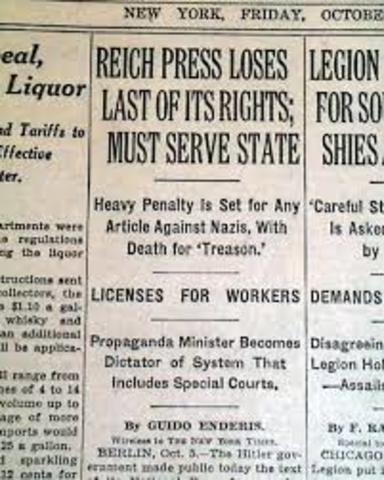 NEW YORK, FRIDAY, OCTOBE
eal,
Liquor
nd Tariffs to
Effective
ter.
artments were
regulations
ng the liquor
tructions sent
collectors, the
s $1.10 a gal-
whisky and
an additional
ll be applica-
ll range from
nes of 4 to 14
volume up to
age of more
mports would
25 a gallon.
sparkling
12 cents for
REICH PRESS LOSES
LAST OF ITS RIGHTS;
MUST SERVE STATE
Heavy Penalty Is Set for Any
Article Against Nazis, With
Death for 'Treason.'
LICENSES FOR WORKERS
Propaganda Minister Becomes
Dictator of System That
Includes Special Courts.
By GUIDO ENDERIS.
Wireless to THE NEW YORK TIMES.
BERLIN, Oct. 5.—The Hitler gov-
ernment made public today the text
LEGION
FOR SO
SHIES
'Careful St
Is Aske
by
DEMANDS
Disagreein
Legion Hol
—Assai
By F. RA
Special to
CHICAGO
Legion put